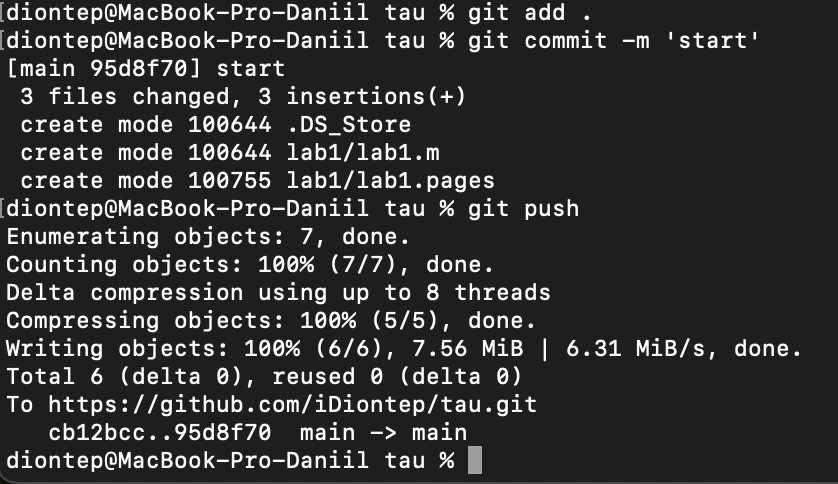 [diontep@MacBook-Pro-Daniil tau % git add .
[diontep@MacBook-Pro-Daniil tau % git commit -m 'start'
[main 95d8f70] start
 3 files changed, 3 insertions(+)
 create mode 100644 .DS_Store
 create mode 100644 lab1/lab1.m
 create mode 100755 lab1/lab1.pages
[diontep@MacBook-Pro-Daniil tau % git push
Enumerating objects: 7, done.
Counting objects: 100% (7/7), done.
Delta compression using up to 8 threads
Compressing objects: 100% (5/5), done.
Writing objects: 100% (6/6), 7.56 MiB | 6.31 MiB/s, done.
Total 6 (delta 0), reused 0 (delta 0)
To https://github.com/iDiontep/tau.git
   cb12bcc..95d8f70  main -> main
diontep@MacBook-Pro-Daniil tau %